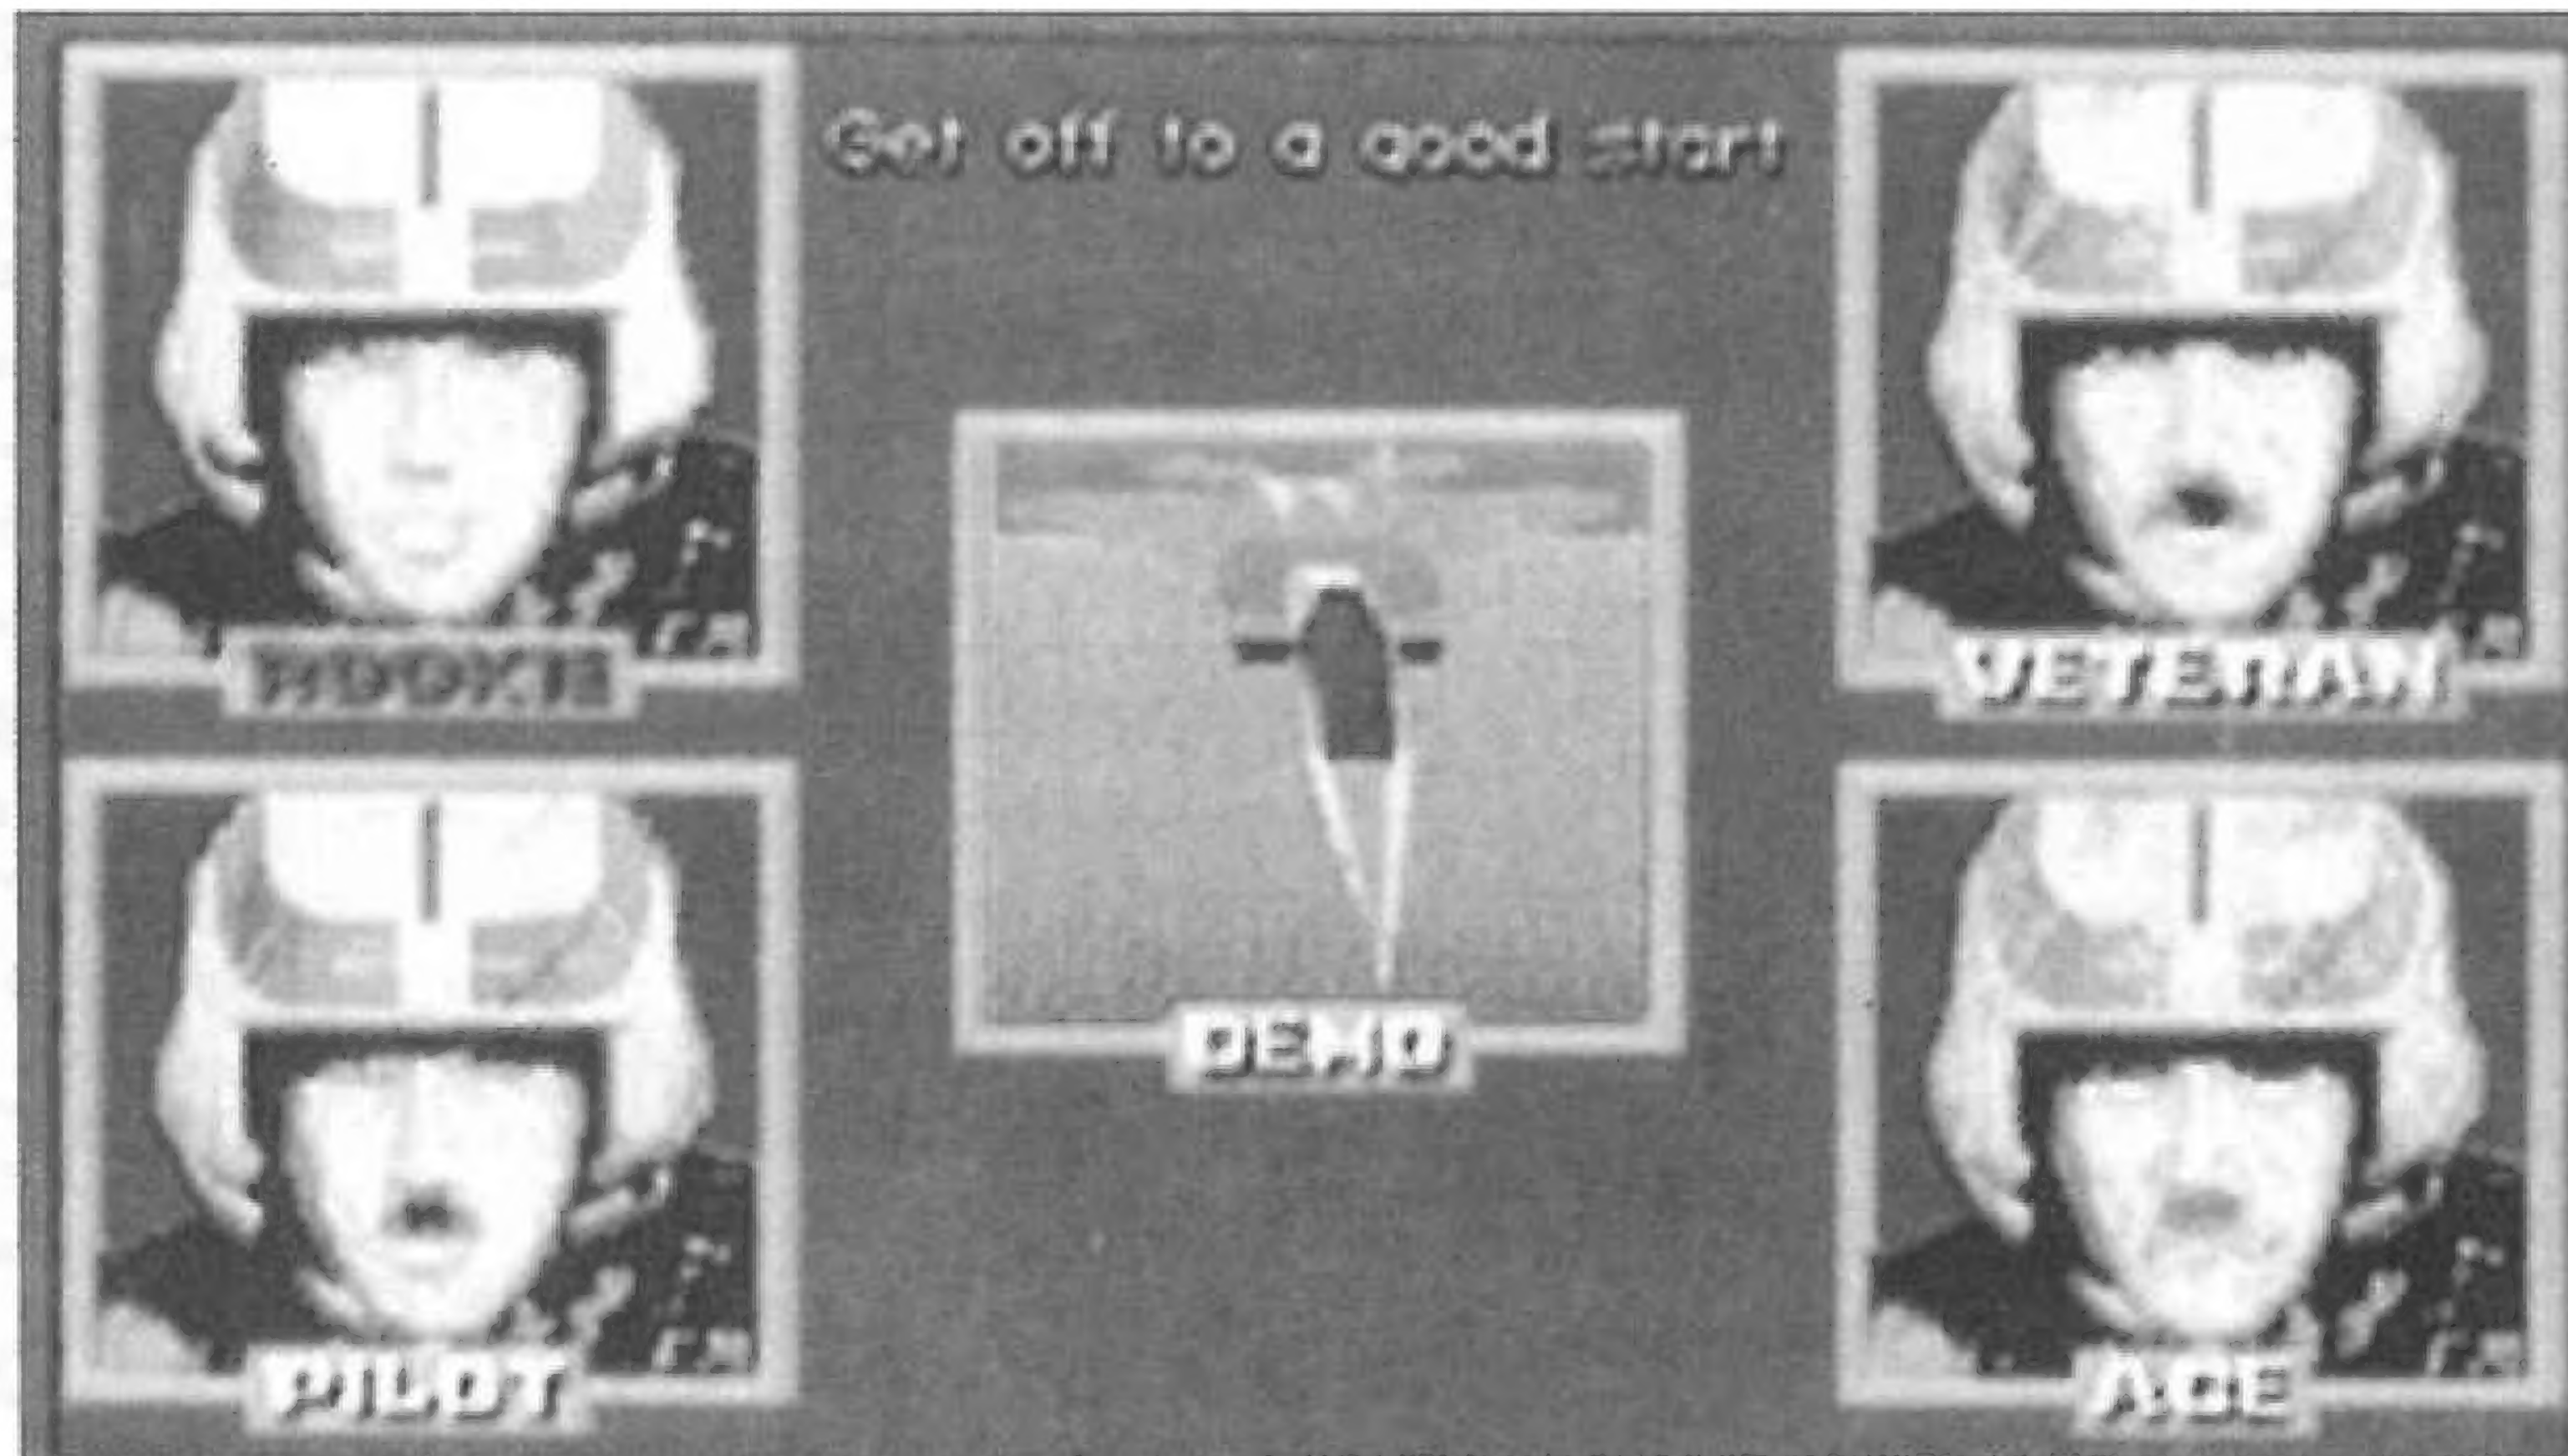 Get off to a good start
ROOKIE
VETERAN
DEMO
PILOT
ACE